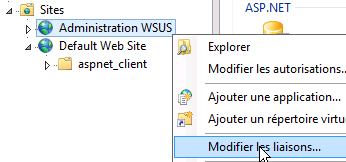 Sites
ASP.NET
Administration WSUS
Default Web Site
aspnet_client
Explorer
Modifier les autorisations...
Ajouter une application...
Ajouter un répertoire virtu
Modifier les liaisons...